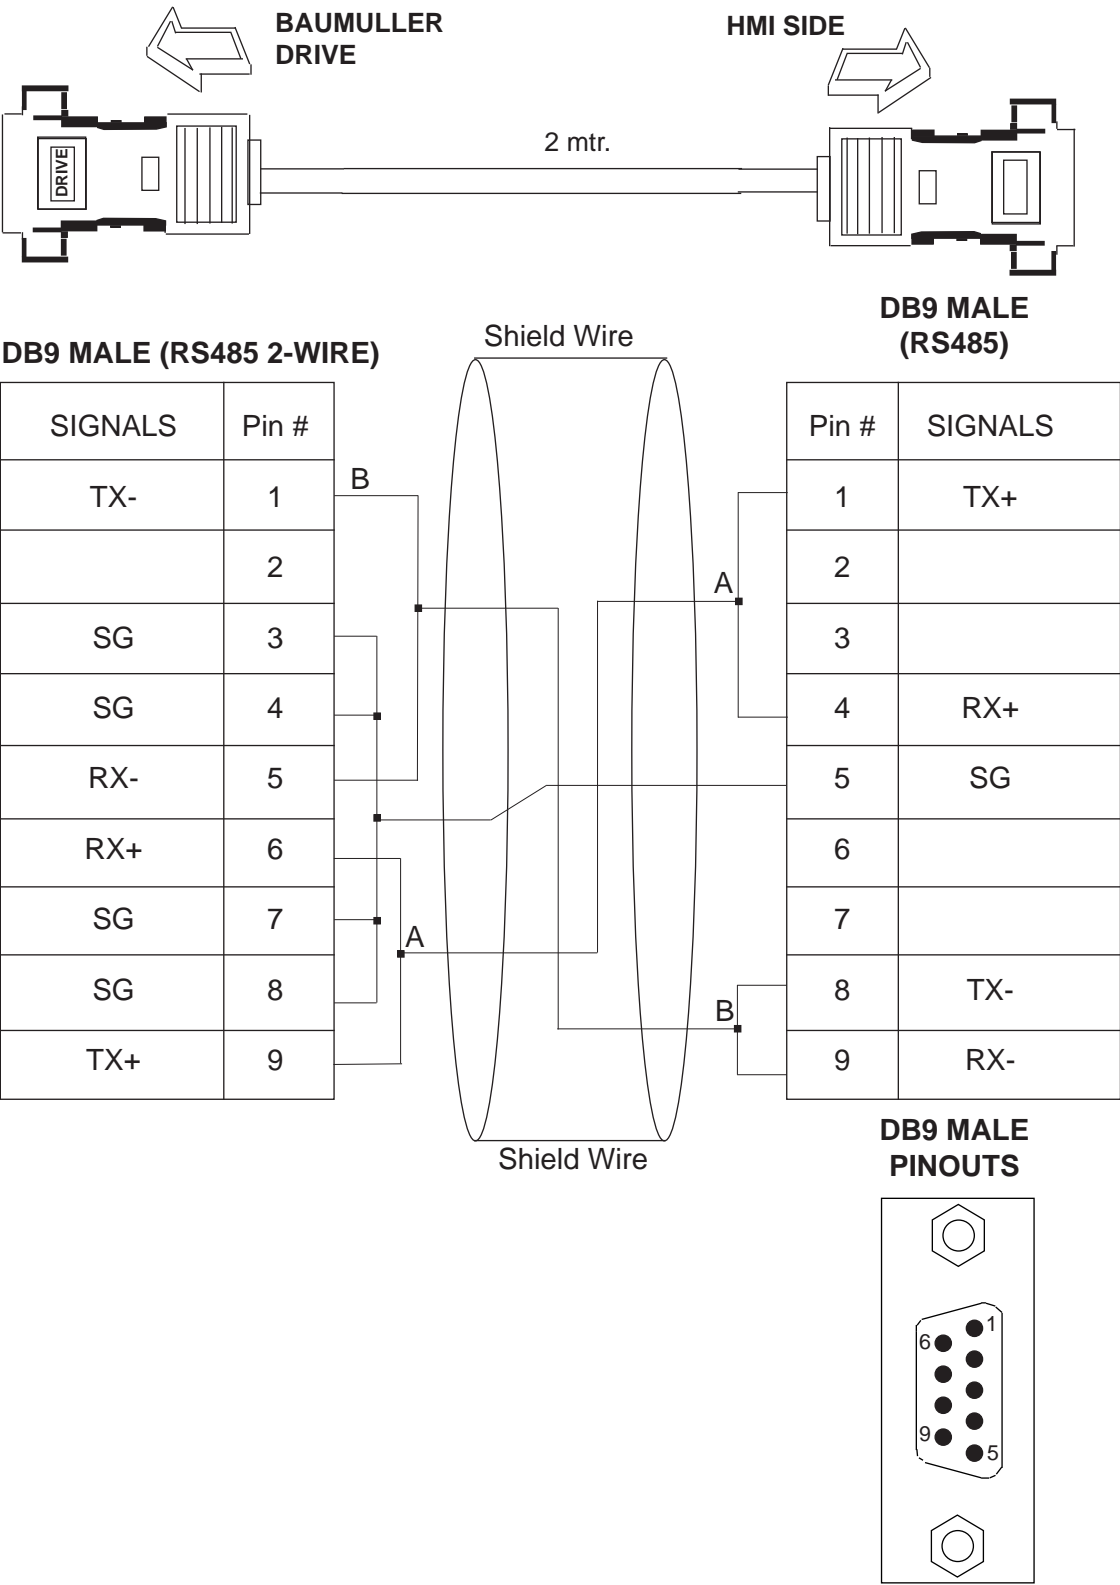 BAUMULLER
DRIVE
HMI SIDE
DRIVE
2 mtr.
DB9 MALE (RS485 2-WIRE)
Shield Wire
DB9 MALE
(RS485)
SIGNALS Pin #
TX- 1
2
SG 3
SG 4
RX- 5
RX+ 6
SG 7
SG 8
TX+ 9
B
A
A
B
Pin # SIGNALS
1 TX+
2
3
4 RX+
5 SG
6
7
8 TX-
9 RX-
Shield Wire
DB9 MALE
PINOUTS
1
6
9
5